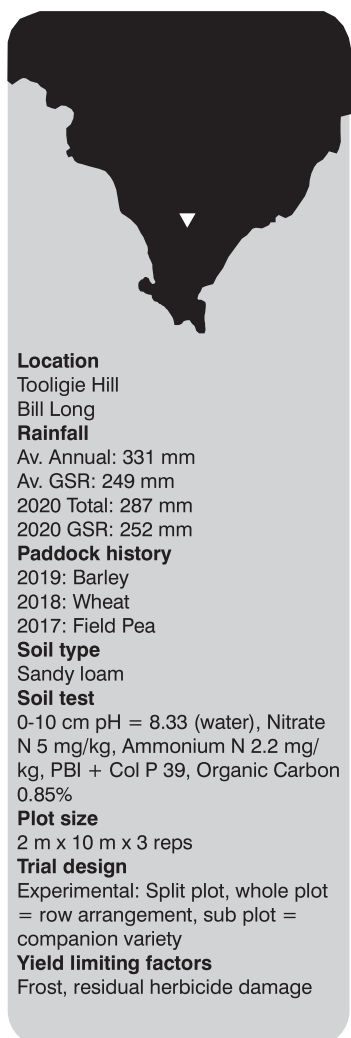 Location
Tooligie Hill
Bill Long
Rainfall
Av. Annual: 331 mm
Av. GSR: 249 mm
2020 Total: 287 mm
2020 GSR: 252 mm
Paddock history
2019: Barley
2018: Wheat
2017: Field Pea
Soil type
Sandy loam
Soil test
0-10 cm pH = 8.33 (water), Nitrate
N 5 mg/kg, Ammonium N 2.2 mg/
kg, PBI + Col P 39, Organic Carbon
0.85%
Plot size
2 m x 10 m x 3 reps
Trial design
Experimental: Split plot, whole plot
= row arrangement, sub plot =
companion variety
Yield limiting factors
Frost, residual herbicide damage